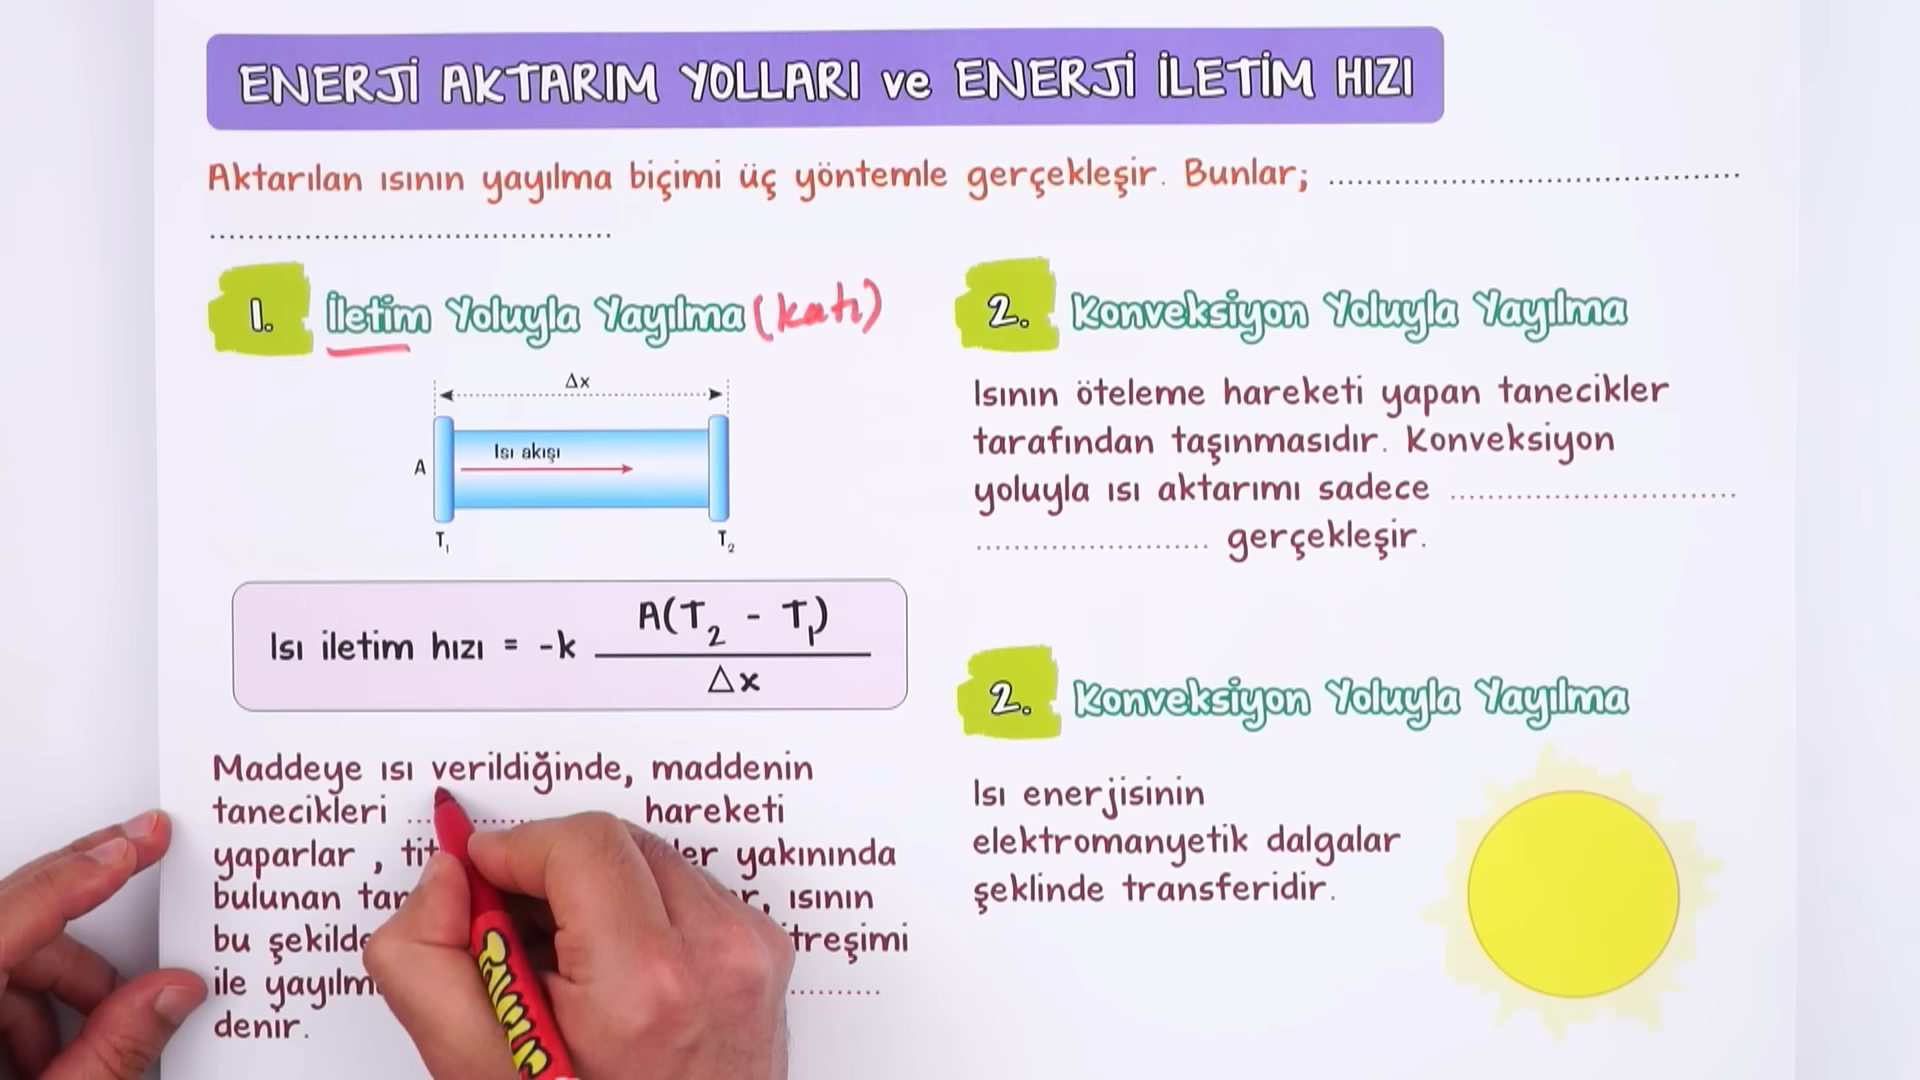 ENERJİ AKTARIM YOLLARI ve ENERJİ İLETİM HIZI
Aktarılan ısının yayılma biçimi üç yöntemle gerçekleşir. Bunlar; ........................................
........................................
1. İletim Yoluyla Yayılma (katı)
Δx
Isı akışı
A
T₁ T₂
Isı iletim hızı = -k A(T₂ - T₁)
Δx
Maddeye ısı verildiğinde, maddenin
tanecikleri hareketi
yaparlar , yakınında
bulunan ısının
bu şekilde
ile
denir.
2. Konveksiyon Yoluyla Yayılma
Isının öteleme hareketi yapan tanecikler
tarafından taşınmasıdır. Konveksiyon
yoluyla ısı aktarımı sadece ..............................
........................ gerçekleşir.
2. Konveksiyon Yoluyla Yayılma
Isı enerjisinin
elektromanyetik dalgalar
şeklinde transferidir.